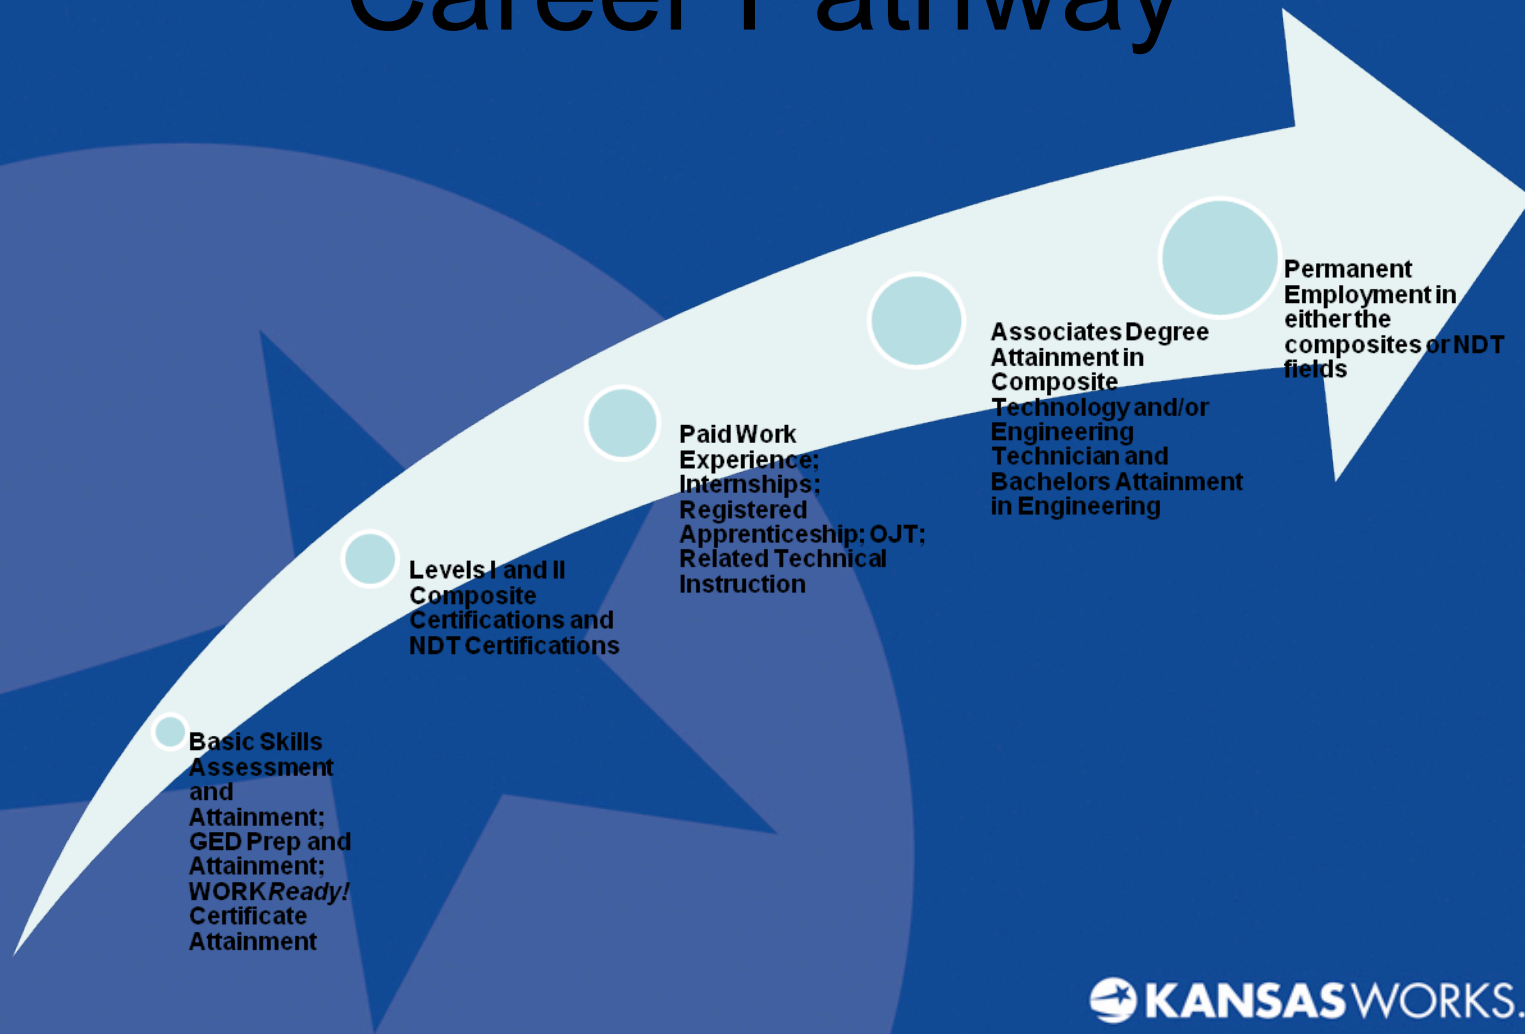 Career Pathway
Permanent
Employment in
either the
composites or NDT
fields
Associates Degree
Attainment in
Composite
Technology and/or
Engineering
Technician and
Bachelors Attainment
in Engineering
Paid Work
Experience;
Internships;
Registered
Apprenticeship; OJT;
Related Technical
Instruction
Levels I and II
Composite
Certifications and
NDT Certifications
Basic Skills
Assessment
and
Attainment;
GED Prep and
Attainment;
WORKReady!
Certificate
Attainment
KANSASWORKS.